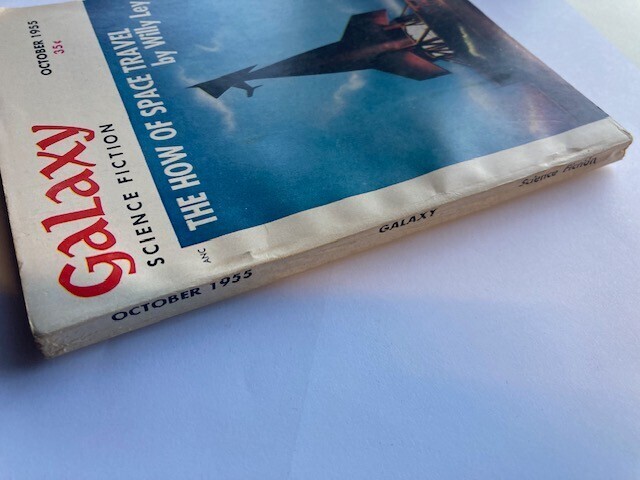 OCTOBER 1955
35¢
Galaxy
SCIENCE FICTION
THE HOW OF SPACE TRAVEL
by Willy Ley
ANC
OCTOBER 1955
GALAXY
Science Fiction